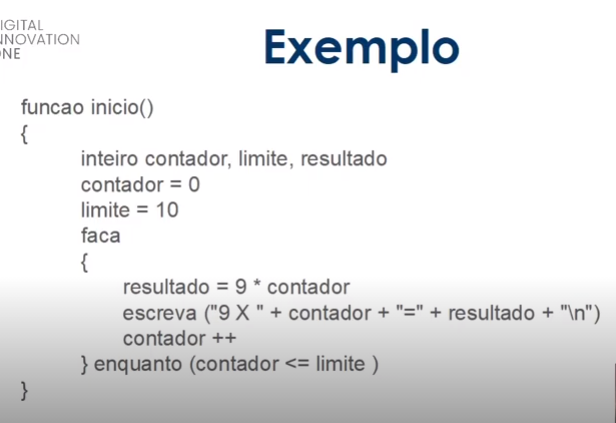 IGITAL
NNOVATION
NE
Exemplo
funcao inicio()
{
inteiro contador, limite, resultado
contador = 0
limite = 10
faca
{
resultado = 9 * contador
escreva ("9 X " + contador + "=" + resultado + "\n")
contador ++
} enquanto (contador <= limite )
}